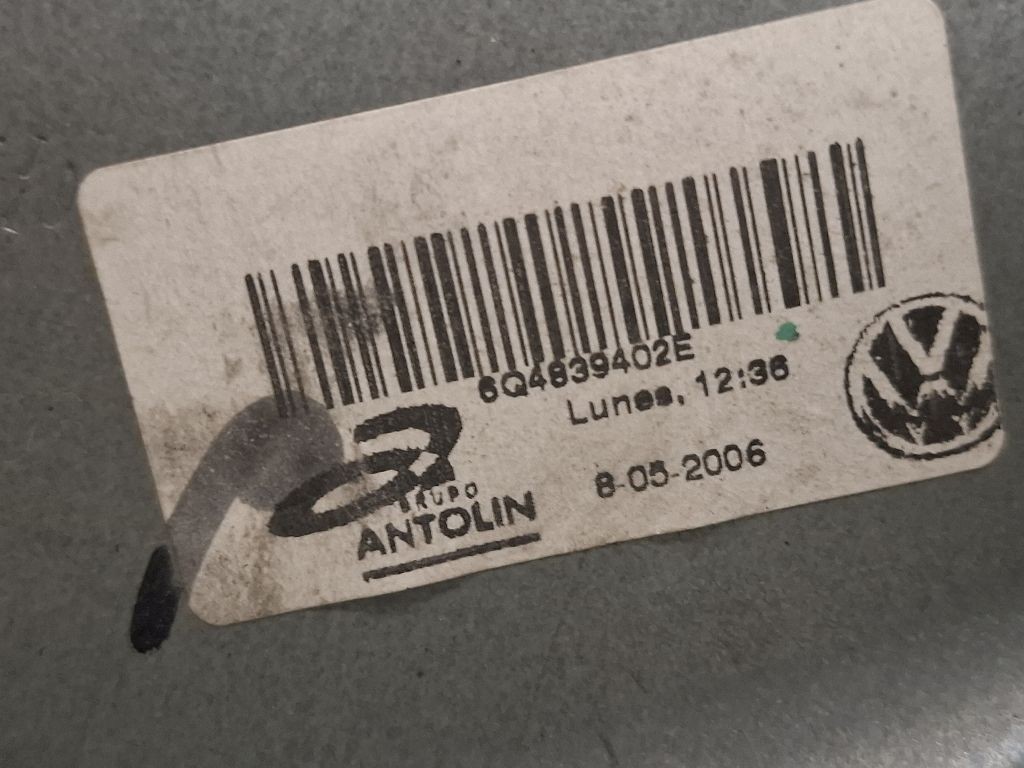 6Q4839402E
Lunes, 12:36
8-05-2006
GRUPO
ANTOLIN